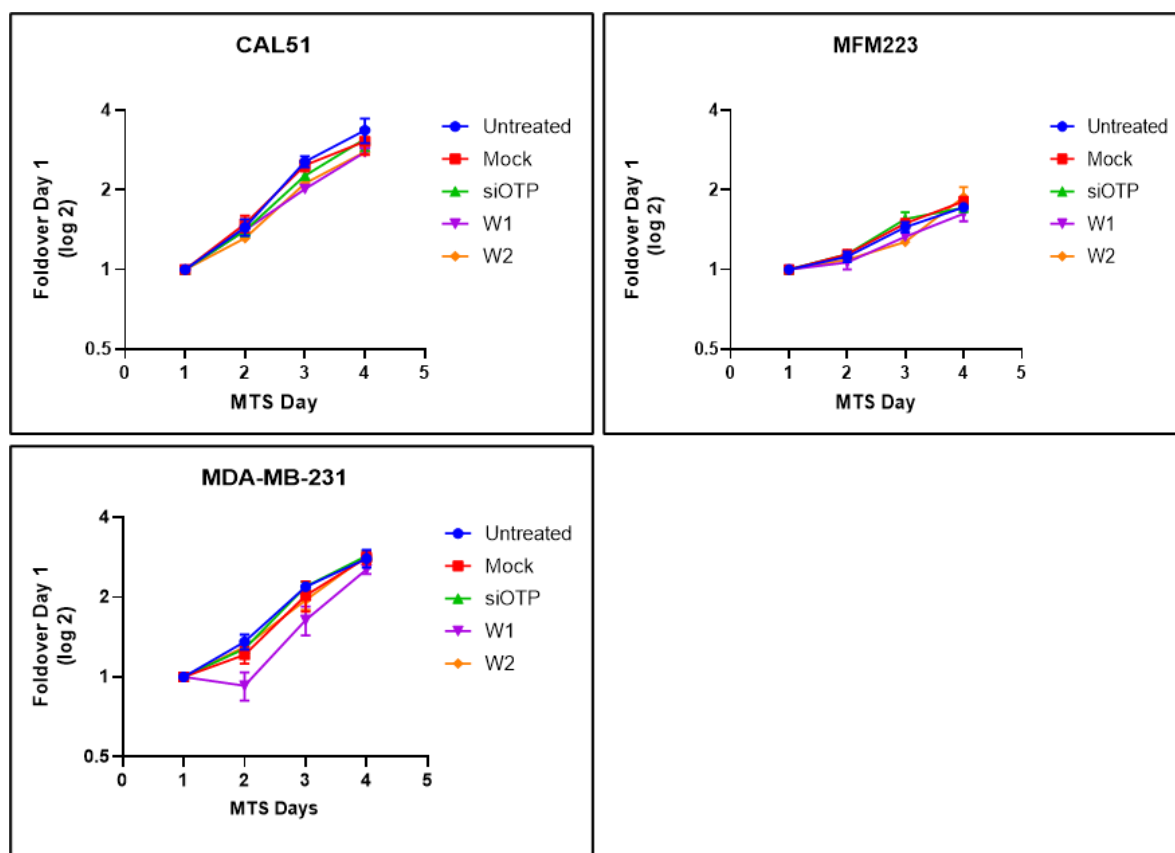 CAL51
Foldover Day 1
(log 2)
4
2
1
0.5
0 1 2 3 4 5
MTS Day
Untreated
Mock
siOTP
W1
W2
MFM223
Foldover Day 1
(log 2)
4
2
1
0.5
0 1 2 3 4 5
MTS Day
Untreated
Mock
siOTP
W1
W2
MDA-MB-231
Foldover Day 1
(log 2)
4
2
1
0.5
0 1 2 3 4 5
MTS Days
Untreated
Mock
siOTP
W1
W2